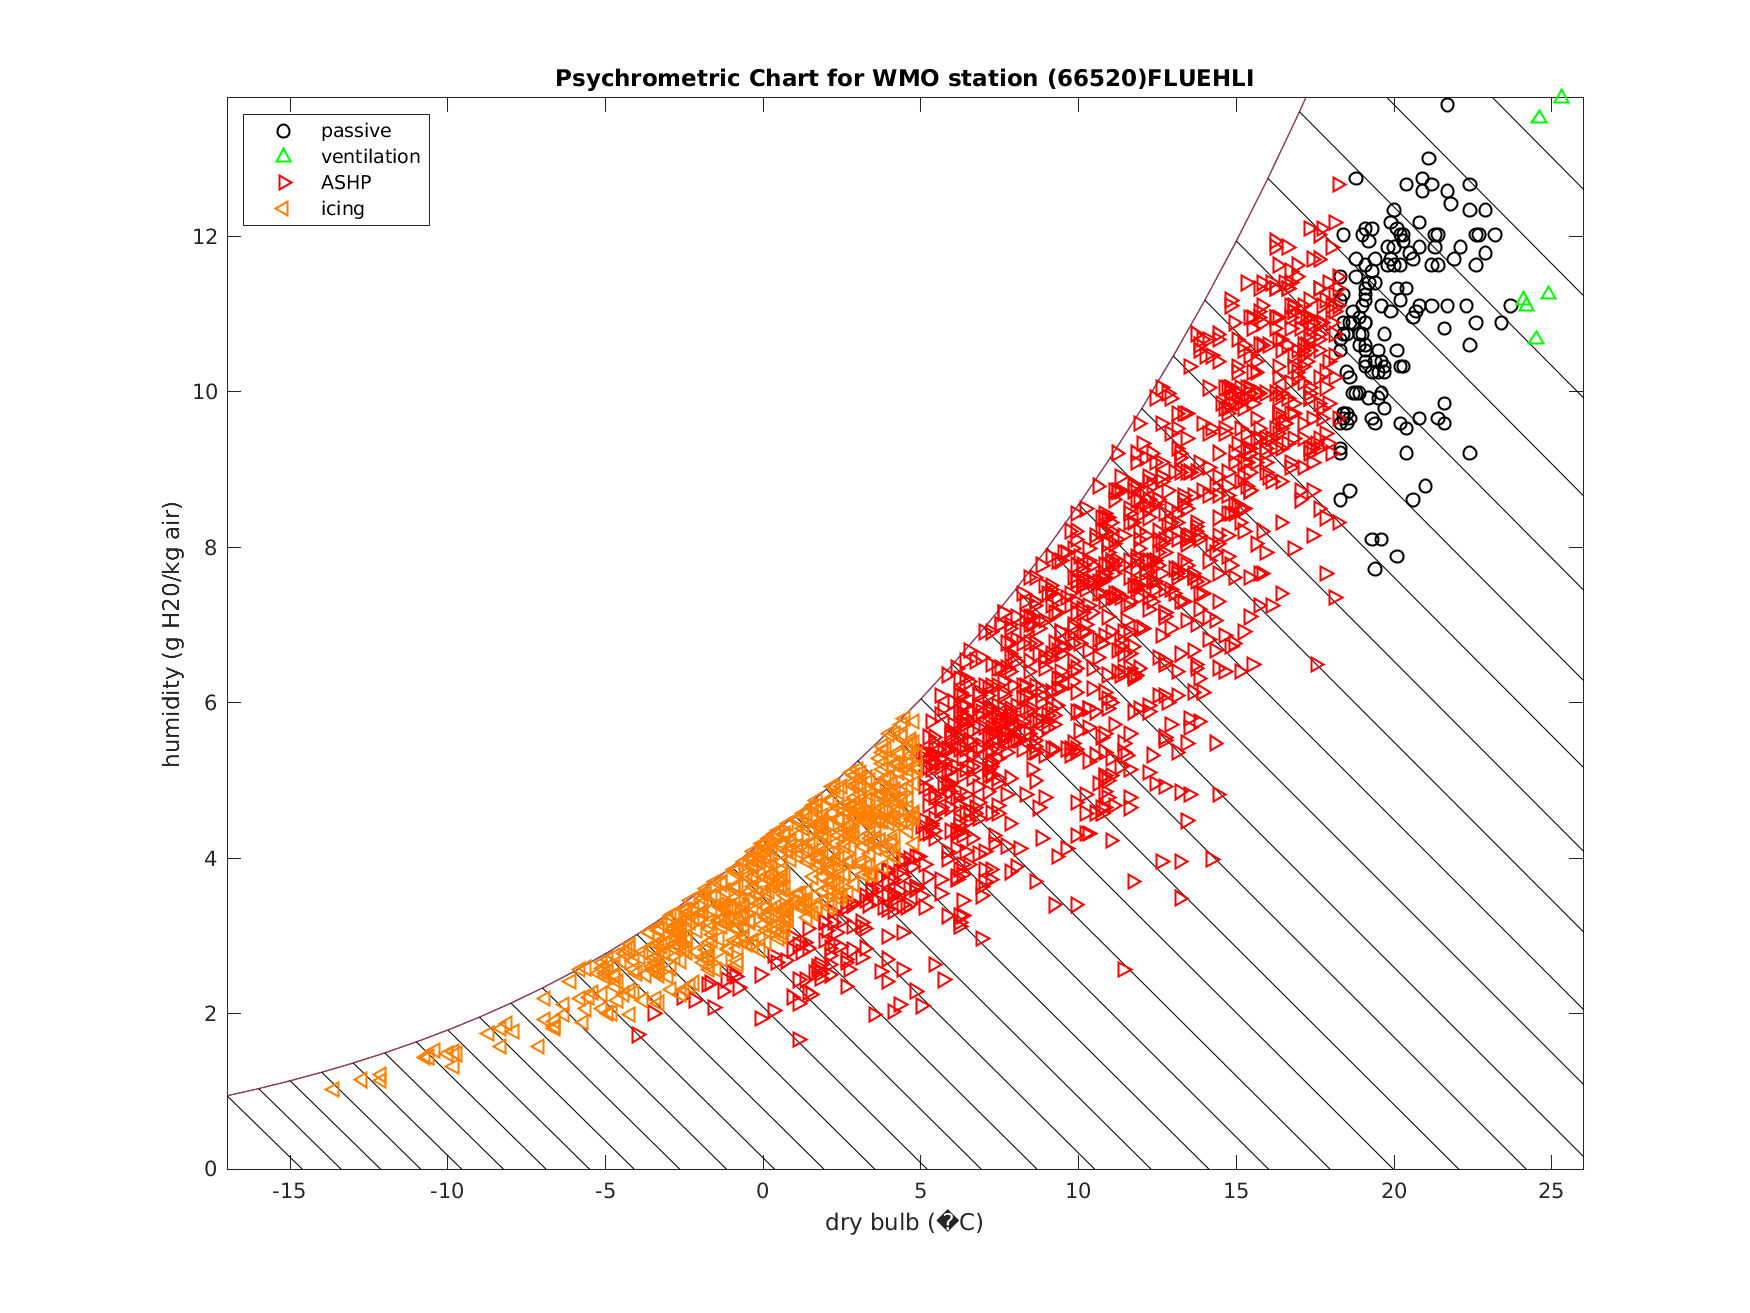 Psychrometric Chart for WMO station (66520)FLUEHLI
passive
ventilation
ASHP
icing
humidity (g H20/kg air)
12
10
8
6
4
2
0
-15 -10 -5 0 5 10 15 20 25
dry bulb (�C)